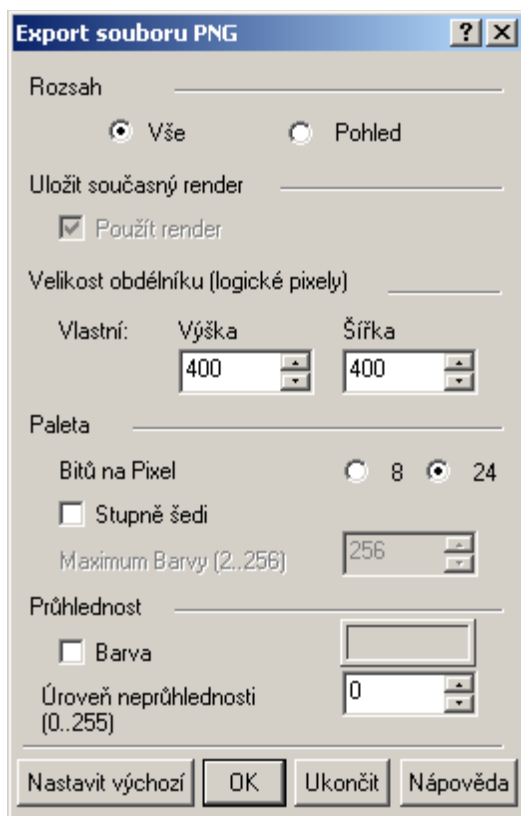 Export souboru PNG
Rozsah
Vše Pohled
Uložit současný render
Použít render
Velikost obdélníku (logické pixely)
Vlastní: Výška Šířka
400 400
Paleta
Bitů na Pixel 8 24
Stupně šedi
Maximum Barvy (2..256) 256
Průhlednost
Barva
Úroveň neprůhlednosti 0
(0..255)
Nastavit výchozí OK Ukončit Nápověda